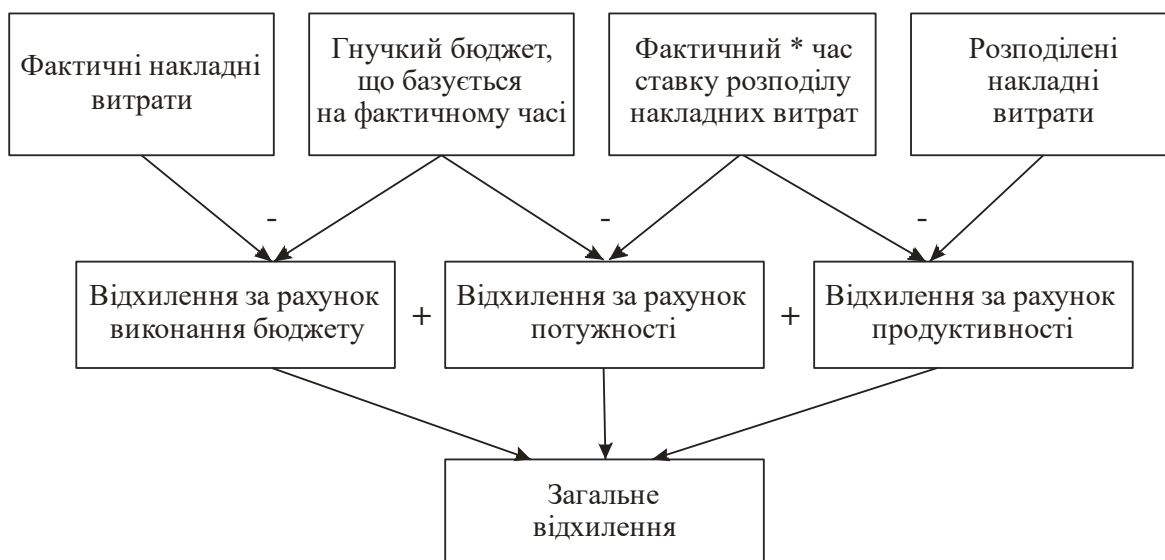 Фактичні накладні
витрати
Гнучкий бюджет,
що базується
на фактичному часі
Фактичний * час
ставку розподілу
накладних витрат
Розподілені
накладні
витрати
-
-
-
Відхилення за рахунок
виконання бюджету
+
Відхилення за рахунок
потужності
+
Відхилення за рахунок
продуктивності
Загальне
відхилення